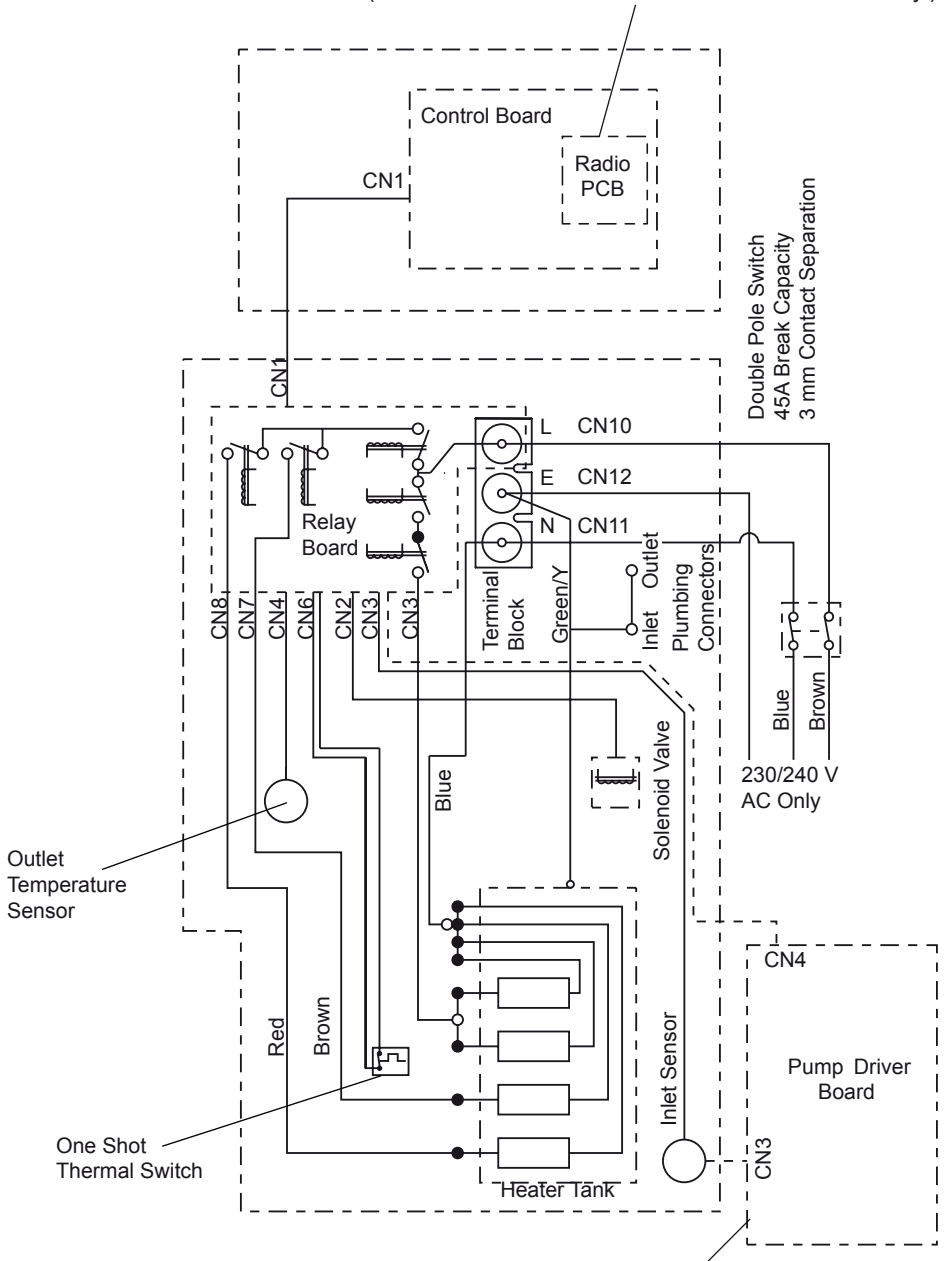 Control Board
Radio
PCB
CN1
Double Pole Switch
45A Break Capacity
3 mm Contact Separation
CN1
L CN10
E CN12
N CN11
Relay
Board
Terminal
Block
Green/Y
Inlet Outlet
Plumbing
Connectors
CN8
CN7
CN4
CN6
CN2
CN3
CN3
Blue
Brown
230/240 V
AC Only
Blue
Solenoid Valve
Outlet
Temperature
Sensor
CN4
Red
Brown
Inlet Sensor
Pump Driver
Board
One Shot
Thermal Switch
CN3
Heater Tank